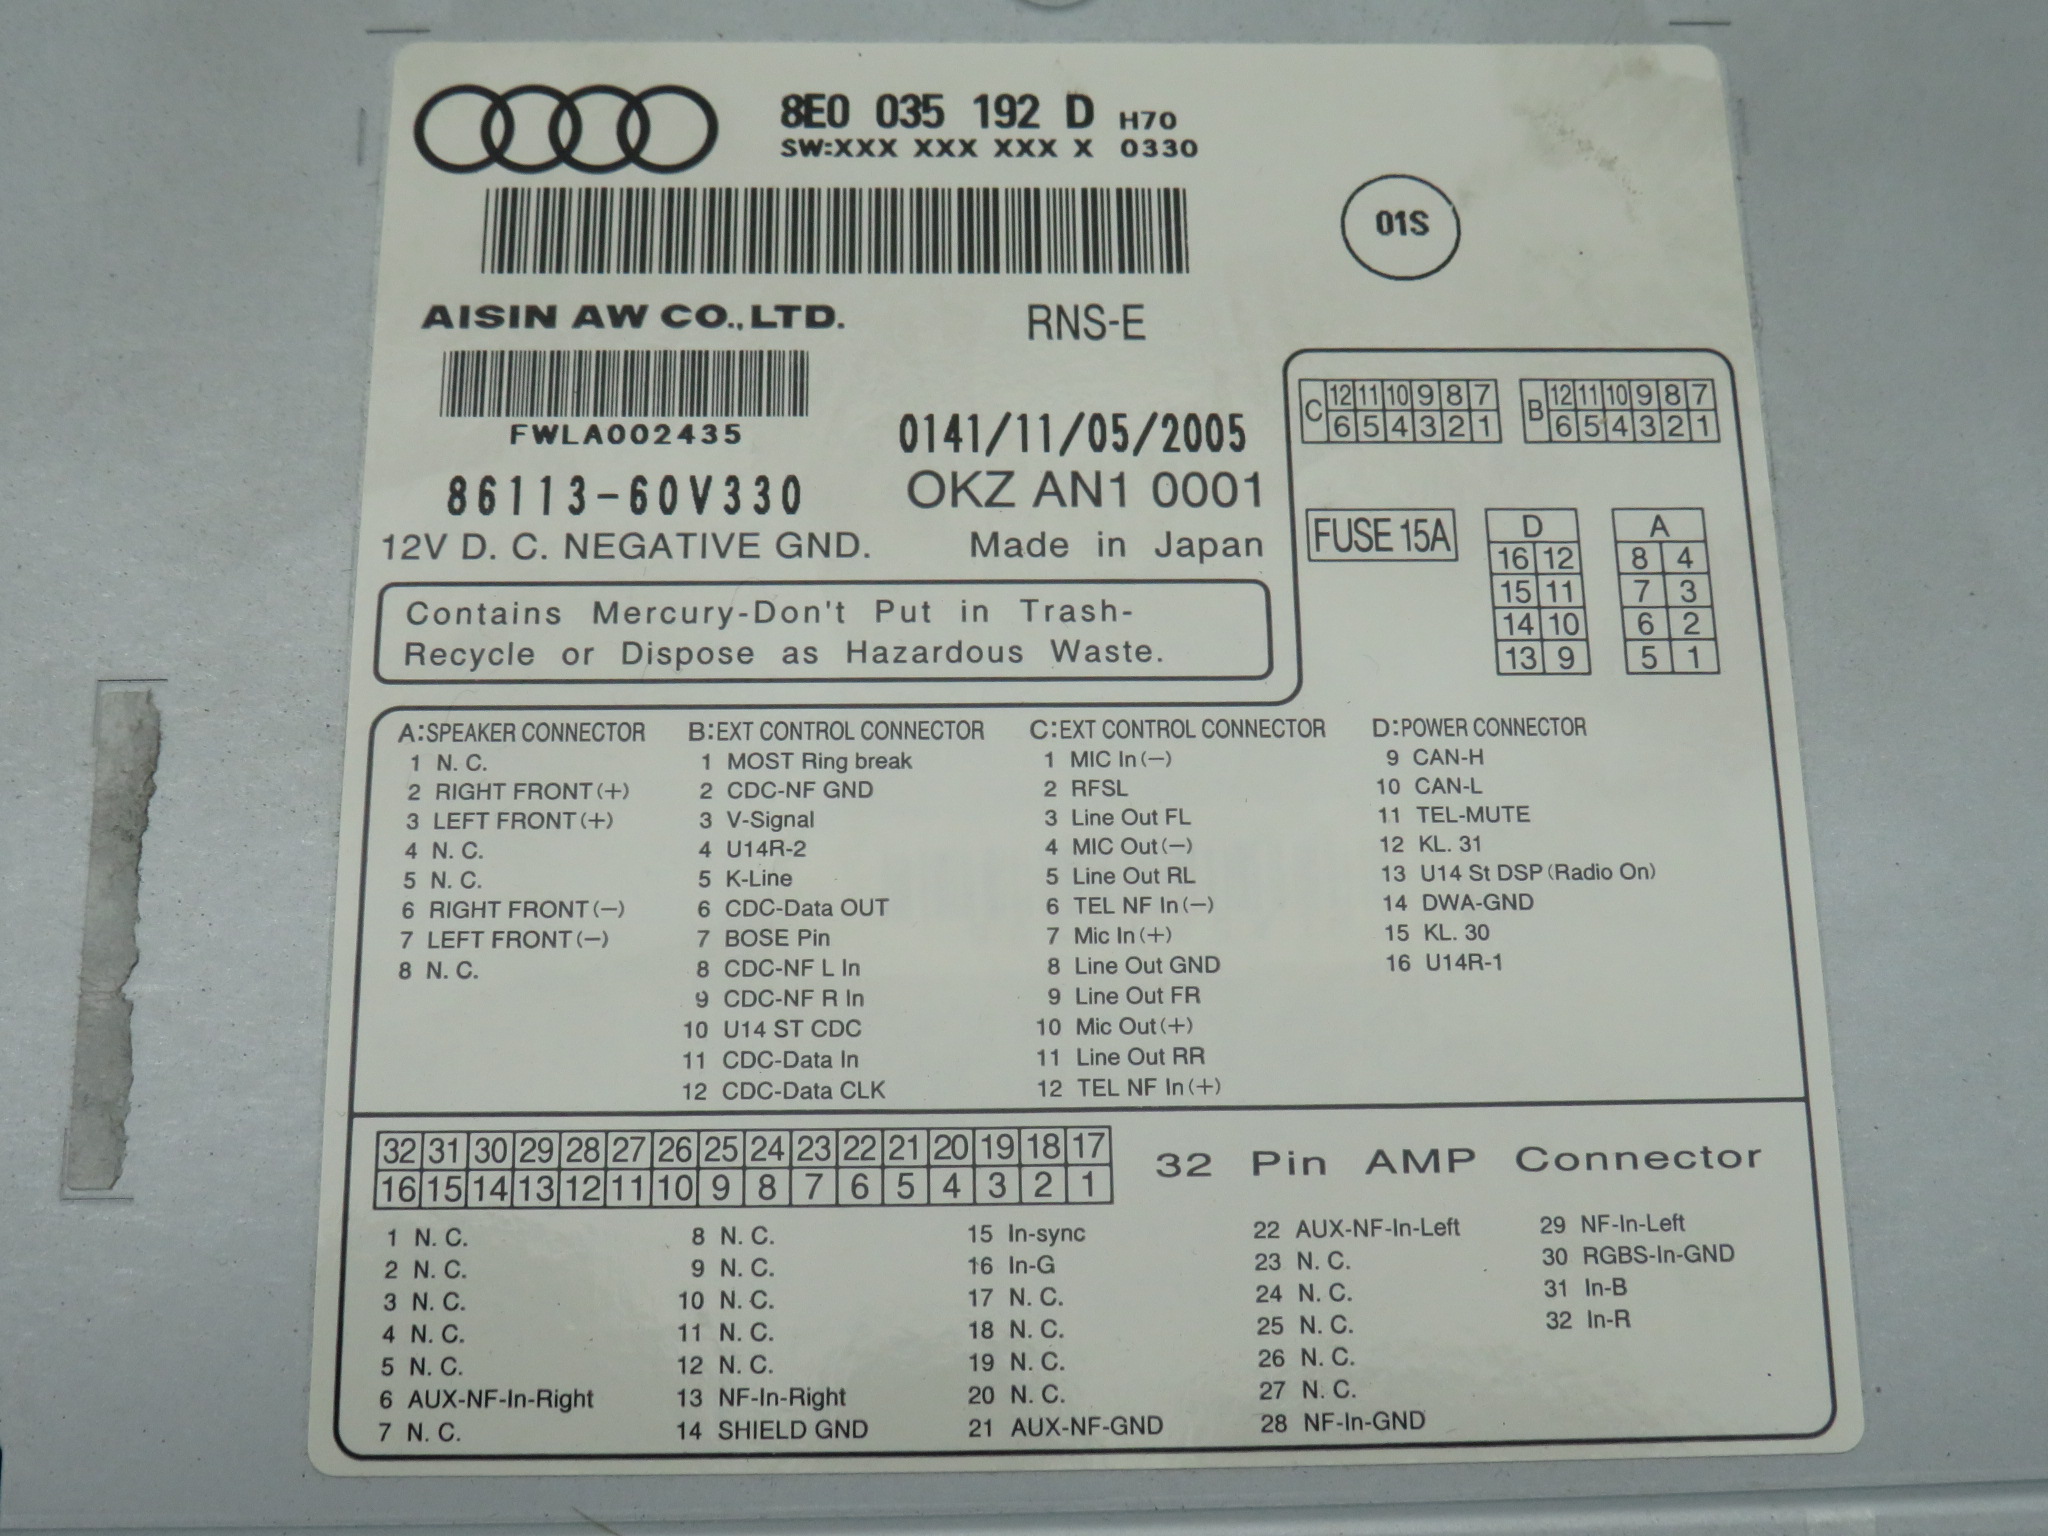 8E0 035 192 D H70
SW:XXX XXX XXX X 0330
01S
AISIN AW CO.,LTD.
RNS-E
FWLA002435
0141/11/05/2005
86113-60V330
OKZ AN1 0001
12V D. C. NEGATIVE GND.
Made in Japan
Contains Mercury-Don't Put in Trash-
Recycle or Dispose as Hazardous Waste.
C 12 11 10 9 8 7
6 5 4 3 2 1
B 12 11 10 9 8 7
6 5 4 3 2 1
FUSE 15A
D
16 12
15 11
14 10
13 9
A
8 4
7 3
6 2
5 1
A:SPEAKER CONNECTOR
1 N. C.
2 RIGHT FRONT(+)
3 LEFT FRONT(+)
4 N. C.
5 N. C.
6 RIGHT FRONT(−)
7 LEFT FRONT(−)
8 N. C.
B:EXT CONTROL CONNECTOR
1 MOST Ring break
2 CDC-NF GND
3 V-Signal
4 U14R-2
5 K-Line
6 CDC-Data OUT
7 BOSE Pin
8 CDC-NF L In
9 CDC-NF R In
10 U14 ST CDC
11 CDC-Data In
12 CDC-Data CLK
C:EXT CONTROL CONNECTOR
1 MIC In(−)
2 RFSL
3 Line Out FL
4 MIC Out(−)
5 Line Out RL
6 TEL NF In(−)
7 Mic In(+)
8 Line Out GND
9 Line Out FR
10 Mic Out(+)
11 Line Out RR
12 TEL NF In(+)
D:POWER CONNECTOR
9 CAN-H
10 CAN-L
11 TEL-MUTE
12 KL. 31
13 U14 St DSP(Radio On)
14 DWA-GND
15 KL. 30
16 U14R-1
32 31 30 29 28 27 26 25 24 23 22 21 20 19 18 17
16 15 14 13 12 11 10 9 8 7 6 5 4 3 2 1
32 Pin AMP Connector
1 N. C.
2 N. C.
3 N. C.
4 N. C.
5 N. C.
6 AUX-NF-In-Right
7 N. C.
8 N. C.
9 N. C.
10 N. C.
11 N. C.
12 N. C.
13 NF-In-Right
14 SHIELD GND
15 In-sync
16 In-G
17 N. C.
18 N. C.
19 N. C.
20 N. C.
21 AUX-NF-GND
22 AUX-NF-In-Left
23 N. C.
24 N. C.
25 N. C.
26 N. C.
27 N. C.
28 NF-In-GND
29 NF-In-Left
30 RGBS-In-GND
31 In-B
32 In-R